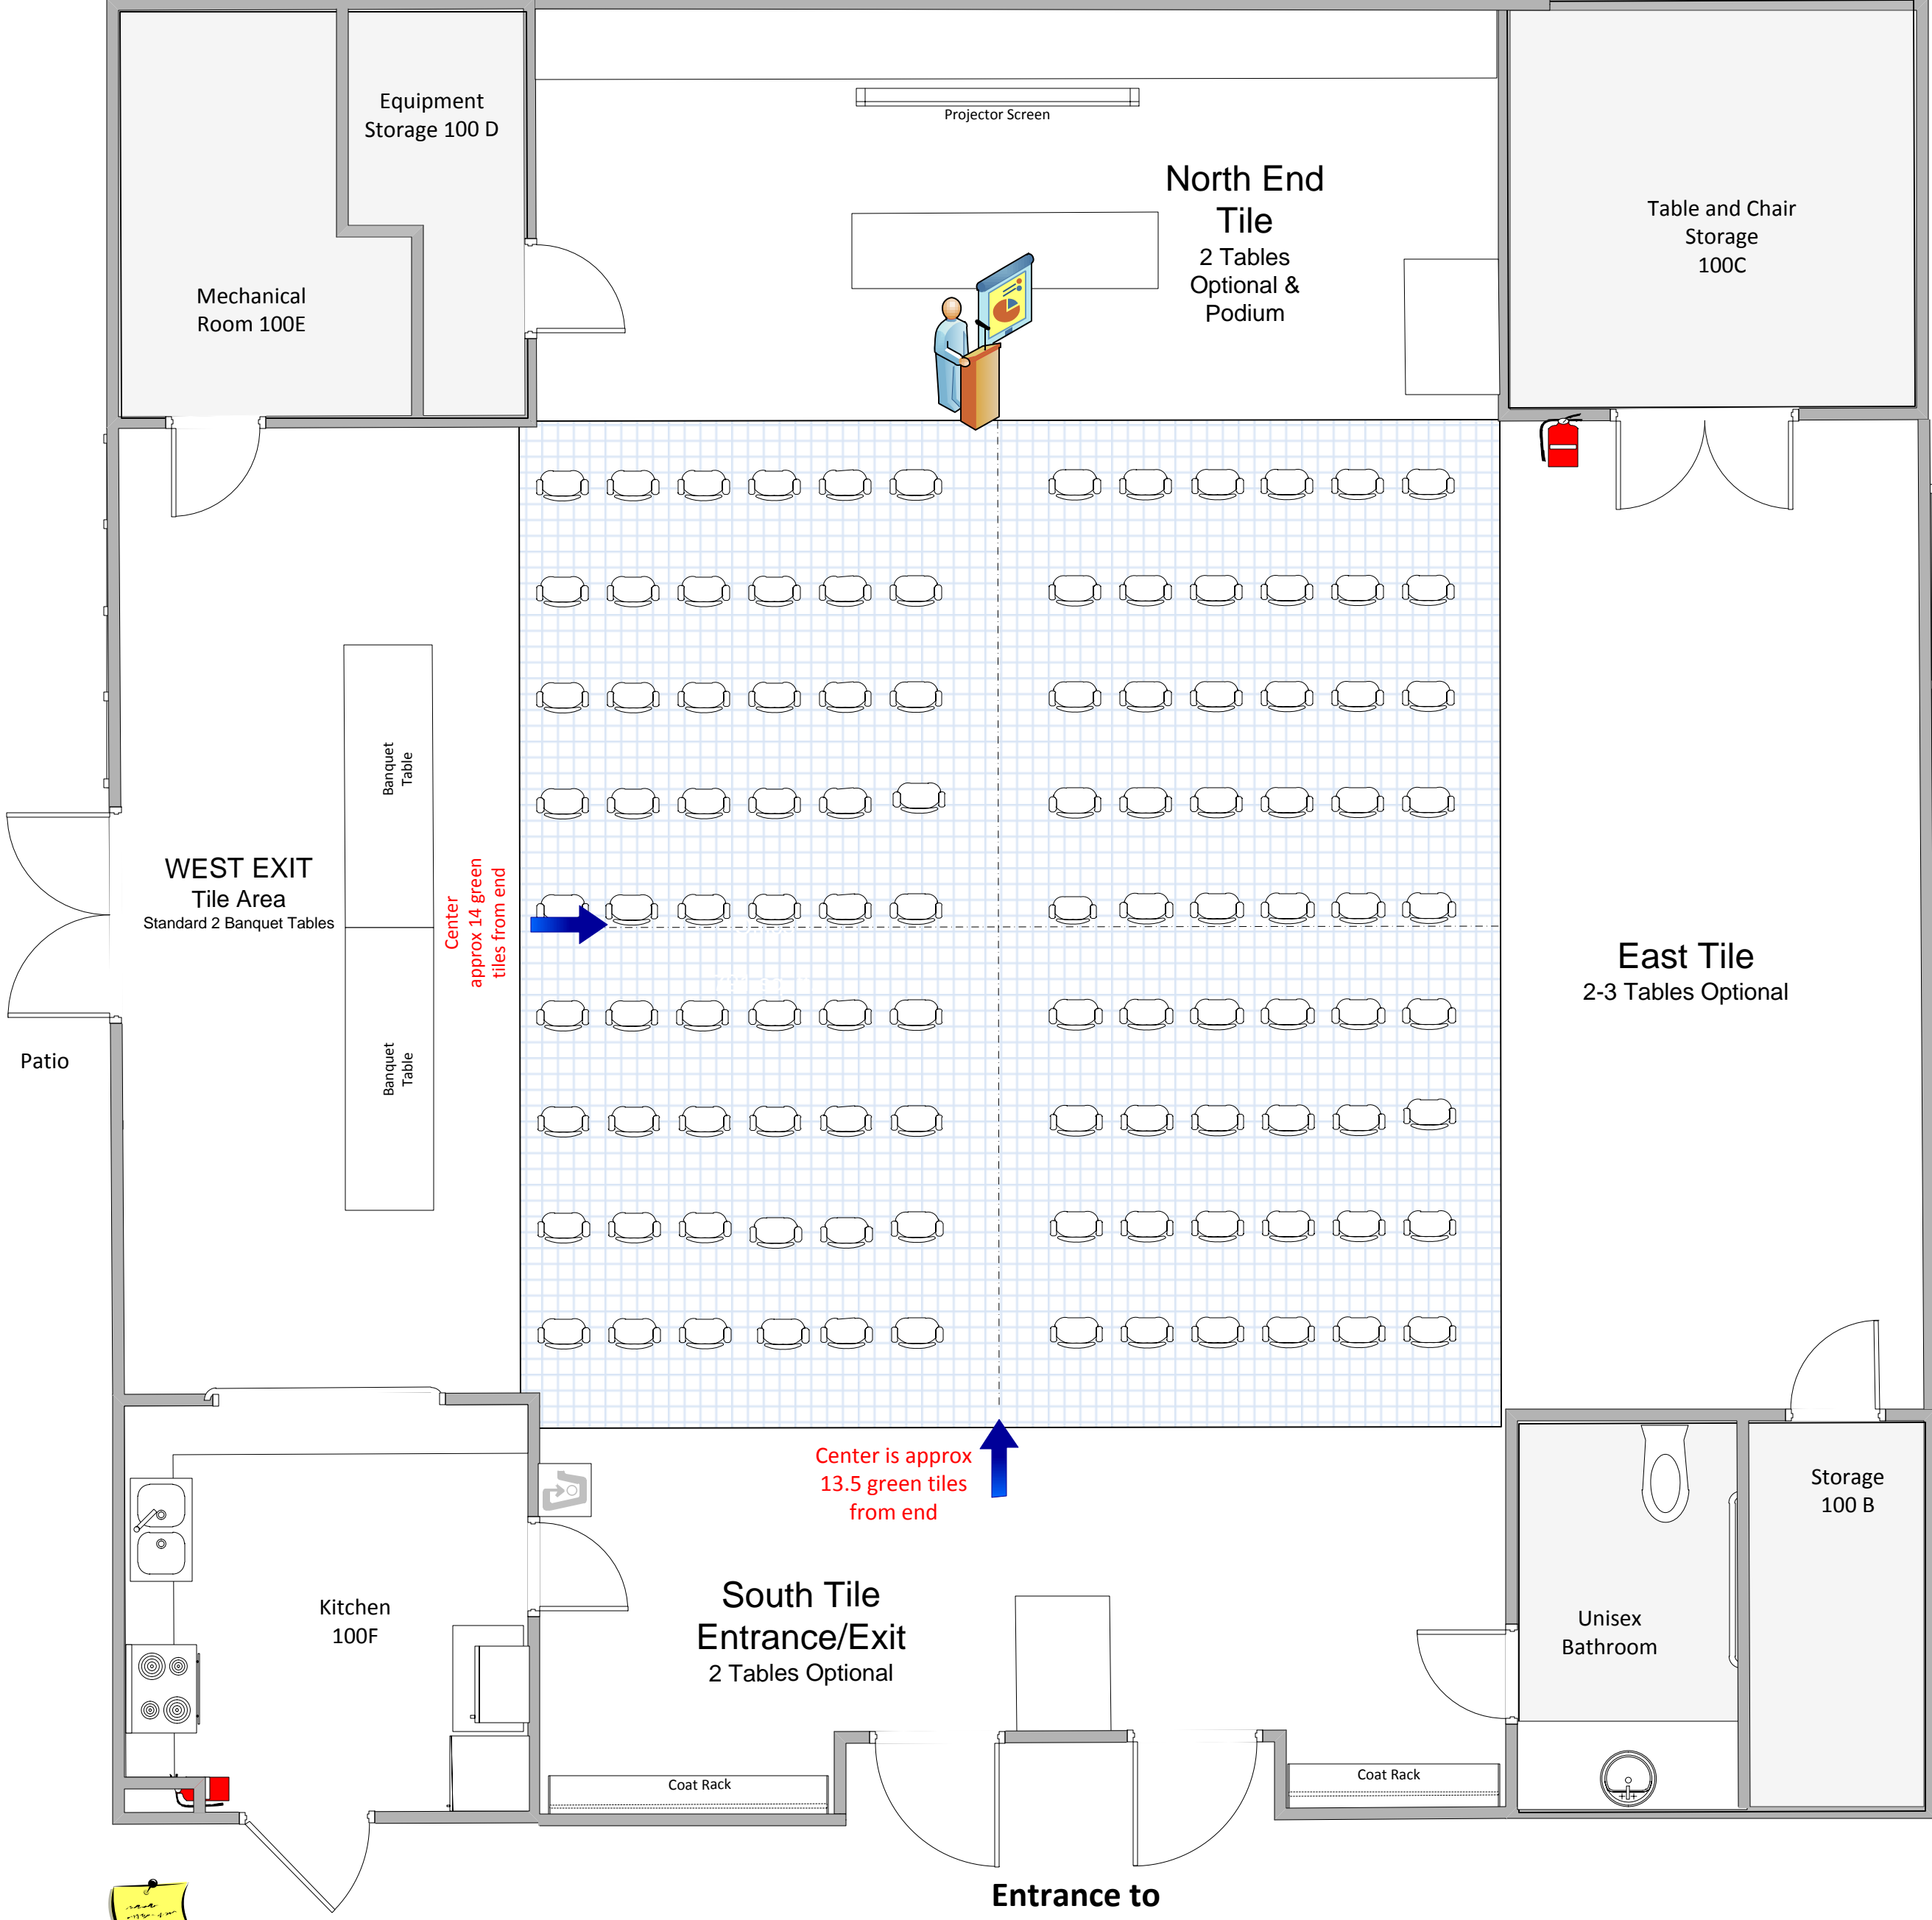 Equipment
Storage 100 D
Projector Screen
North End
Tile
2 Tables
Optional &
Podium
Table and Chair
Storage
100C
Mechanical
Room 100E
Banquet
Table
WEST EXIT
Tile Area
Standard 2 Banquet Tables
Center
approx 14 green
tiles from end
East Tile
2-3 Tables Optional
Patio
Banquet
Table
Center is approx
13.5 green tiles
from end
Storage
100 B
Kitchen
100F
South Tile
Entrance/Exit
2 Tables Optional
Unisex
Bathroom
Coat Rack
Coat Rack
Entrance to